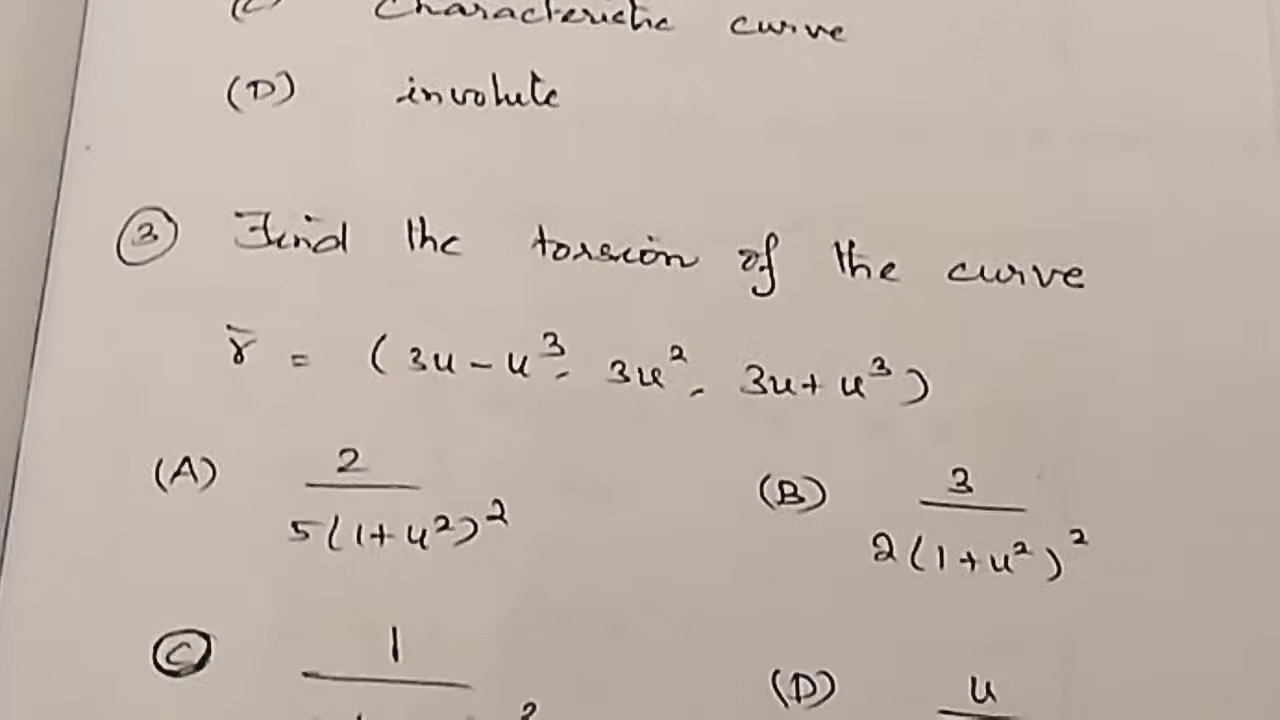 (C) Characteristic curve
(D) involute
(3) Find the torsion of the curve
r̄ = (3u - u³, 3u², 3u + u³)
(A) 2 / 5(1+u²)² (B) 3 / 2(1+u²)²
(C) 1 (D) u